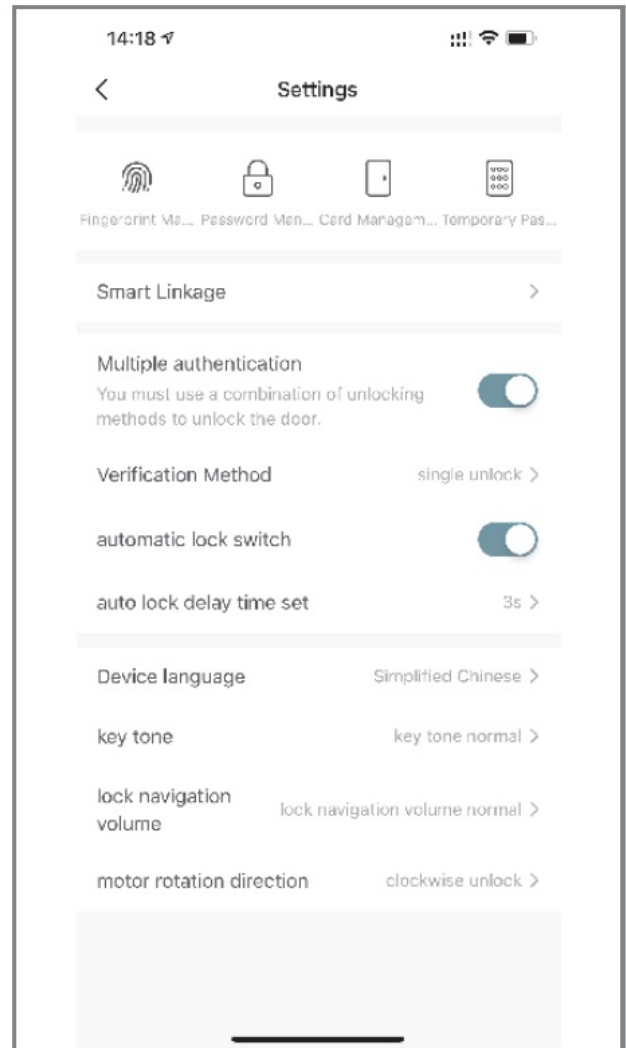 14:18
Settings
Fingerprint Ma... Password Man... Card Managem... Temporary Pas...
Smart Linkage
Multiple authentication
You must use a combination of unlocking
methods to unlock the door.
Verification Method single unlock
automatic lock switch
auto lock delay time set 3s
Device language Simplified Chinese
key tone key tone normal
lock navigation
volume
lock navigation volume normal
motor rotation direction clockwise unlock